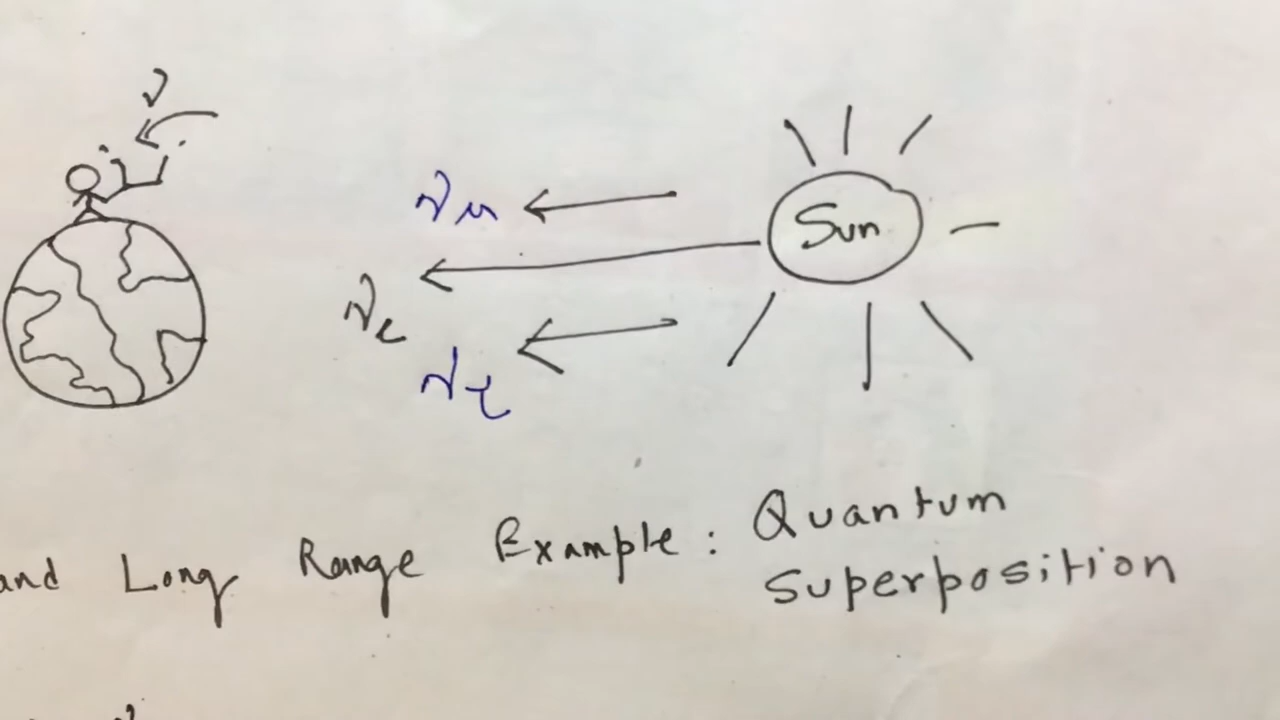 ν
νμ
Sun
νe
ντ
and Long Range Example: Quantum
Superposition